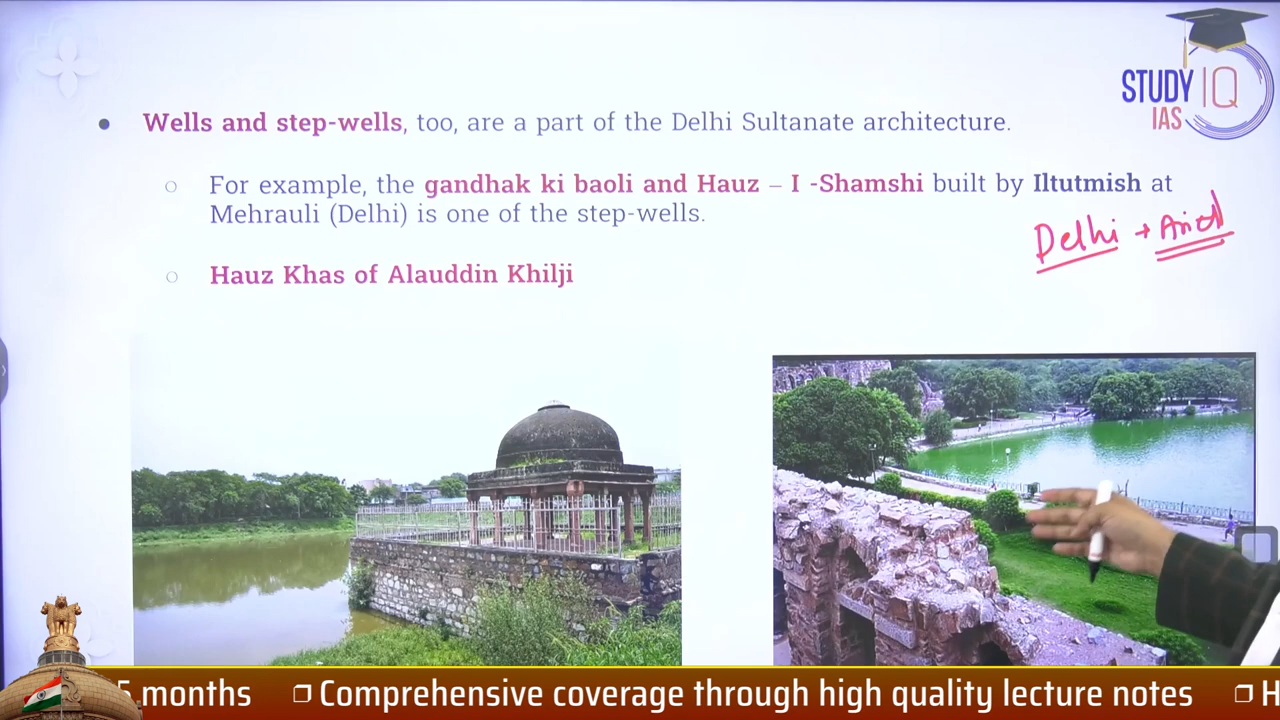 STUDY IQ
IAS
• Wells and step-wells, too, are a part of the Delhi Sultanate architecture.
○ For example, the gandhak ki baoli and Hauz – I -Shamshi built by Iltutmish at
Mehrauli (Delhi) is one of the step-wells.
Delhi → Arid
○ Hauz Khas of Alauddin Khilji
months ❐ Comprehensive coverage through high quality lecture notes ❐ H